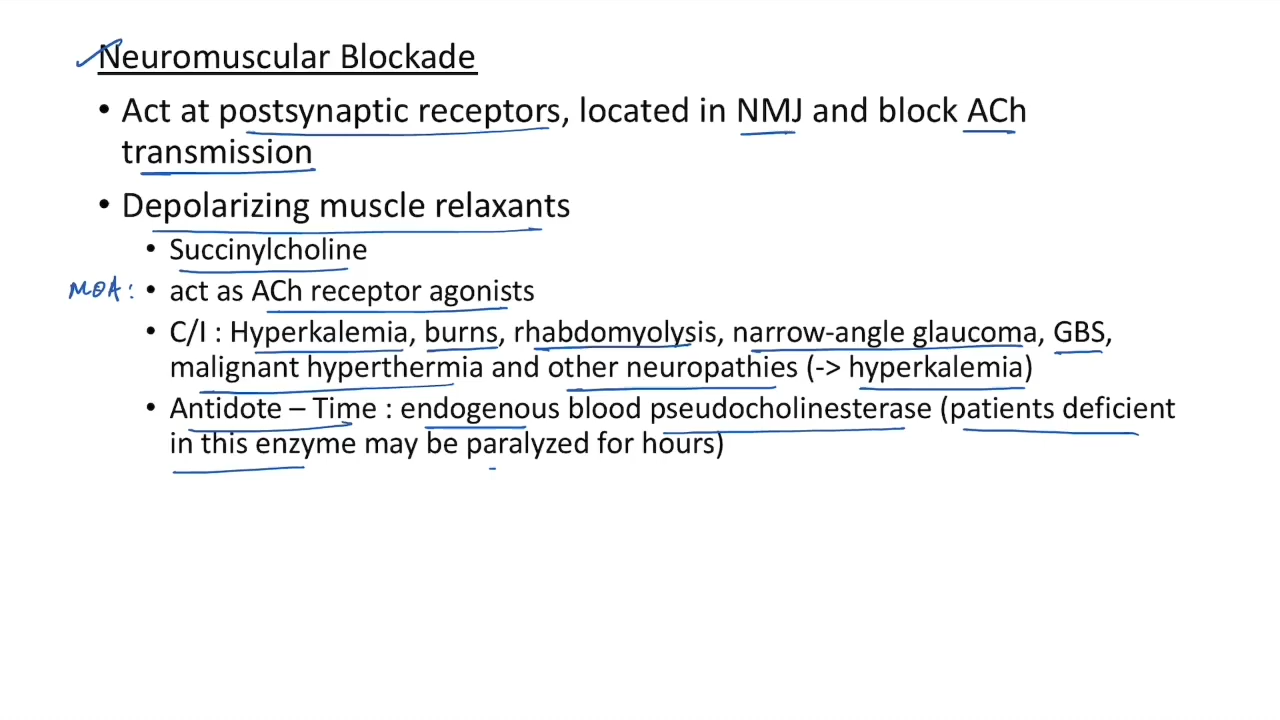 Neuromuscular Blockade
• Act at postsynaptic receptors, located in NMJ and block ACh
transmission
• Depolarizing muscle relaxants
• Succinylcholine
MOA: • act as ACh receptor agonists
• C/I : Hyperkalemia, burns, rhabdomyolysis, narrow-angle glaucoma, GBS,
malignant hyperthermia and other neuropathies (-> hyperkalemia)
• Antidote – Time : endogenous blood pseudocholinesterase (patients deficient
in this enzyme may be paralyzed for hours)